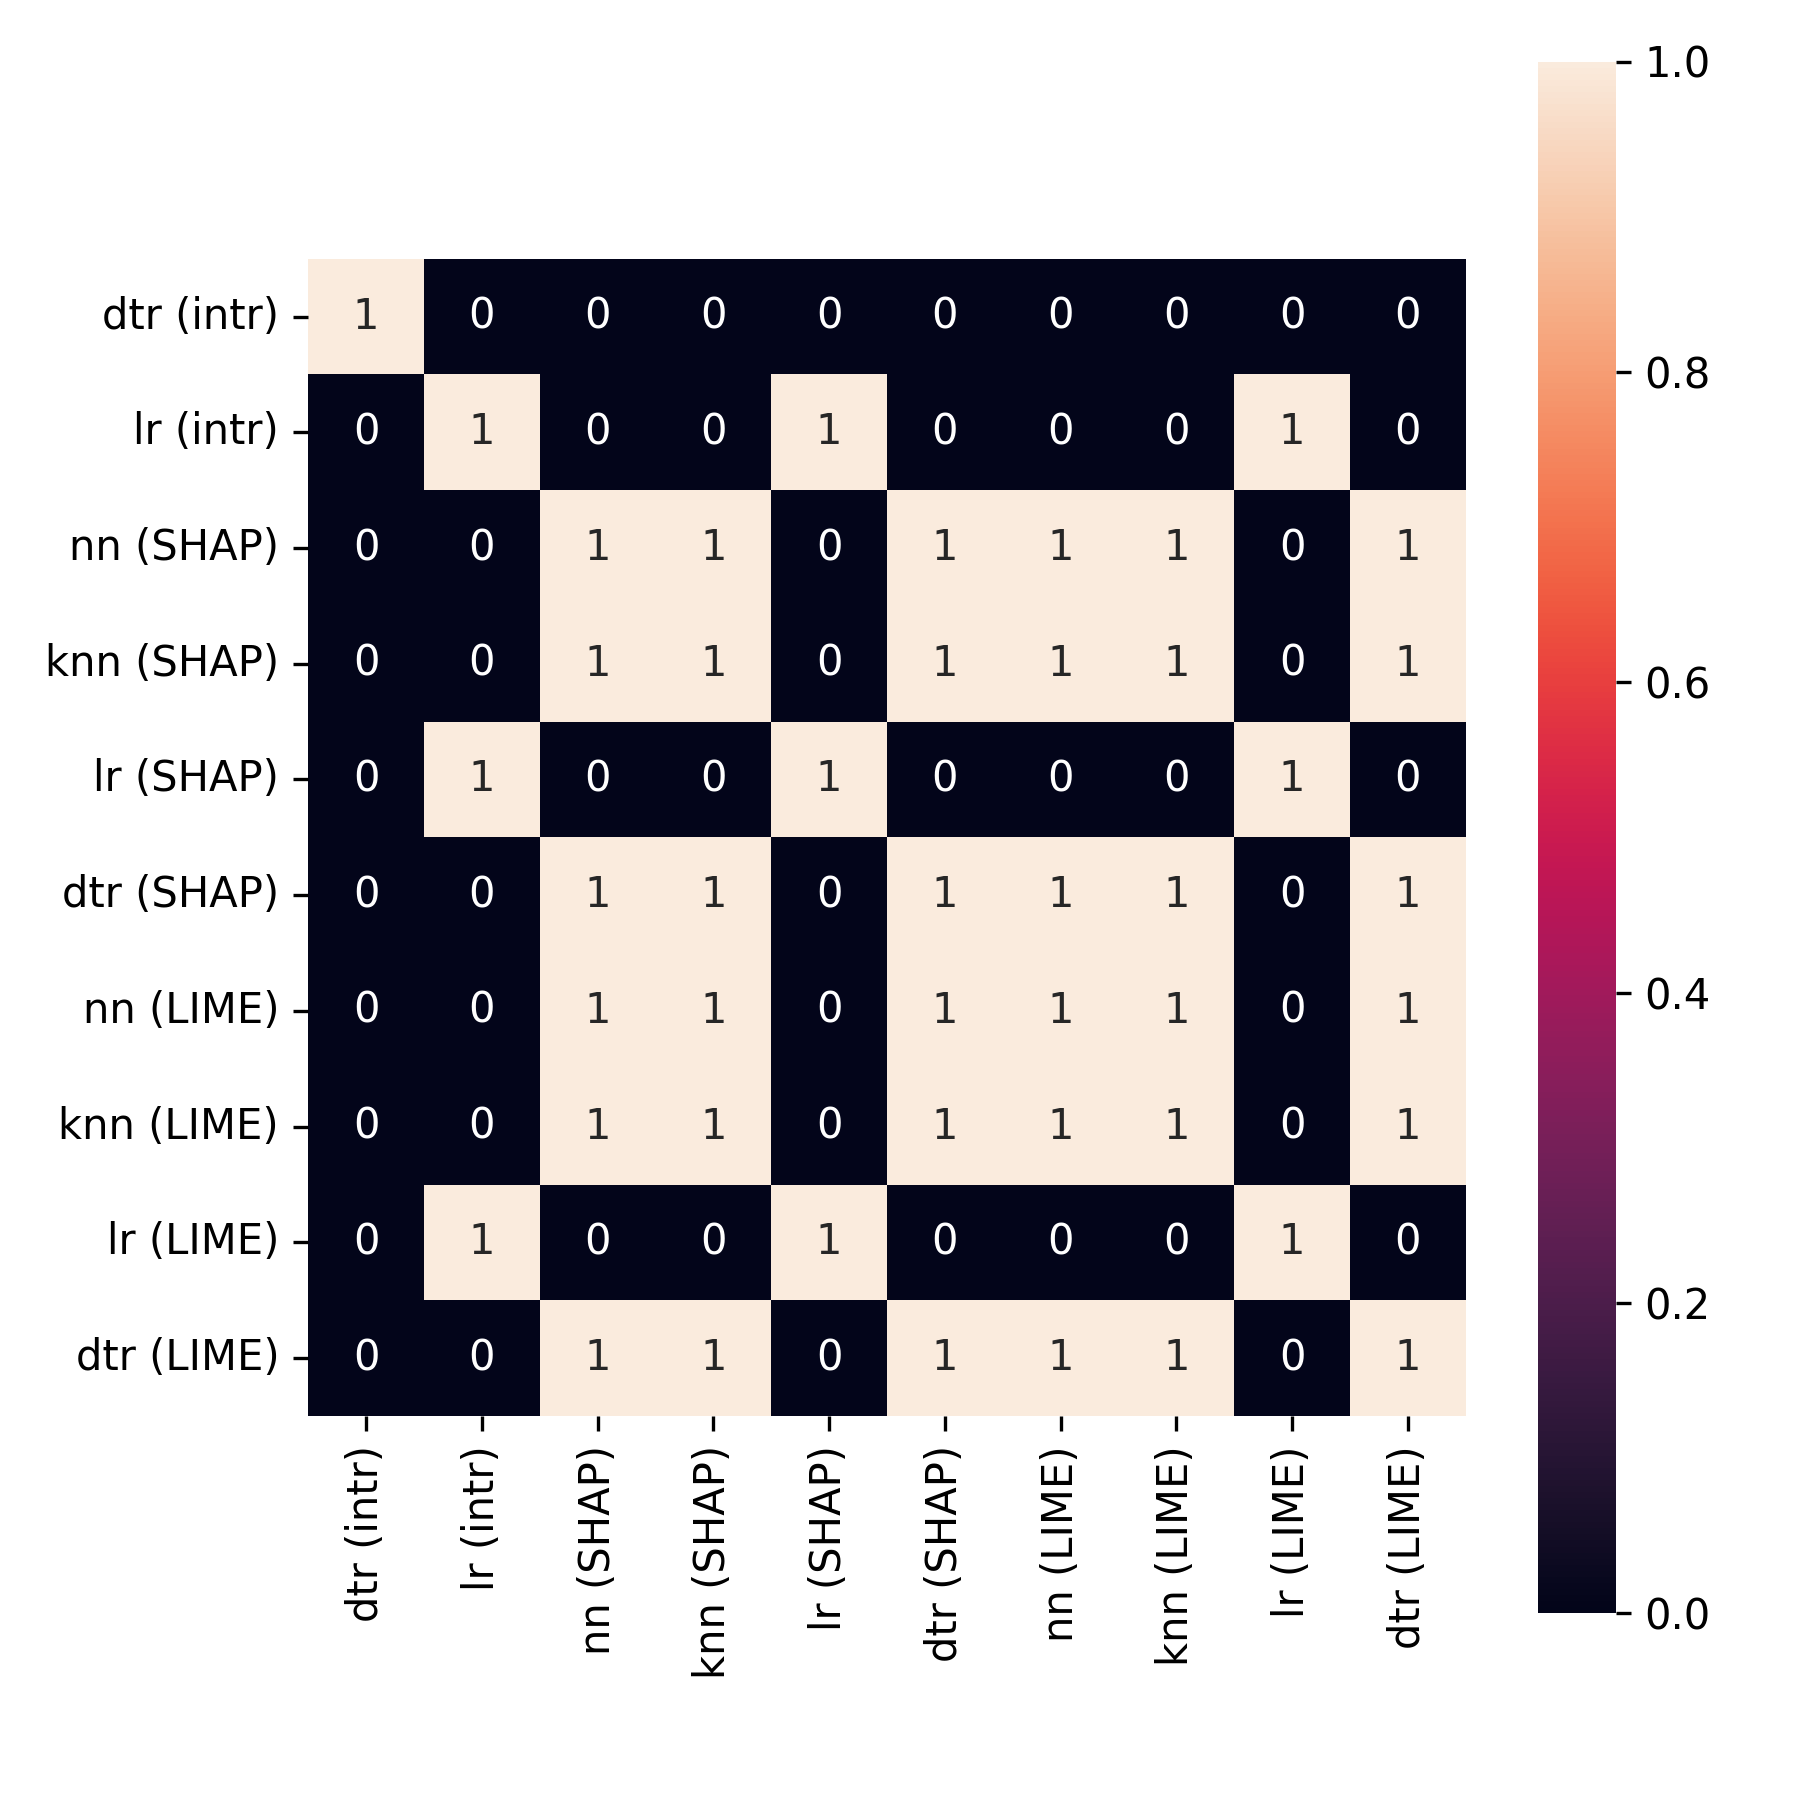 dtr (intr) 1 0 0 0 0 0 0 0 0 0
lr (intr) 0 1 0 0 1 0 0 0 1 0
nn (SHAP) 0 0 1 1 0 1 1 1 0 1
knn (SHAP) 0 0 1 1 0 1 1 1 0 1
lr (SHAP) 0 1 0 0 1 0 0 0 1 0
dtr (SHAP) 0 0 1 1 0 1 1 1 0 1
nn (LIME) 0 0 1 1 0 1 1 1 0 1
knn (LIME) 0 0 1 1 0 1 1 1 0 1
lr (LIME) 0 1 0 0 1 0 0 0 1 0
dtr (LIME) 0 0 1 1 0 1 1 1 0 1
dtr (intr)
lr (intr)
nn (SHAP)
knn (SHAP)
lr (SHAP)
dtr (SHAP)
nn (LIME)
knn (LIME)
lr (LIME)
dtr (LIME)
1.0
0.8
0.6
0.4
0.2
0.0